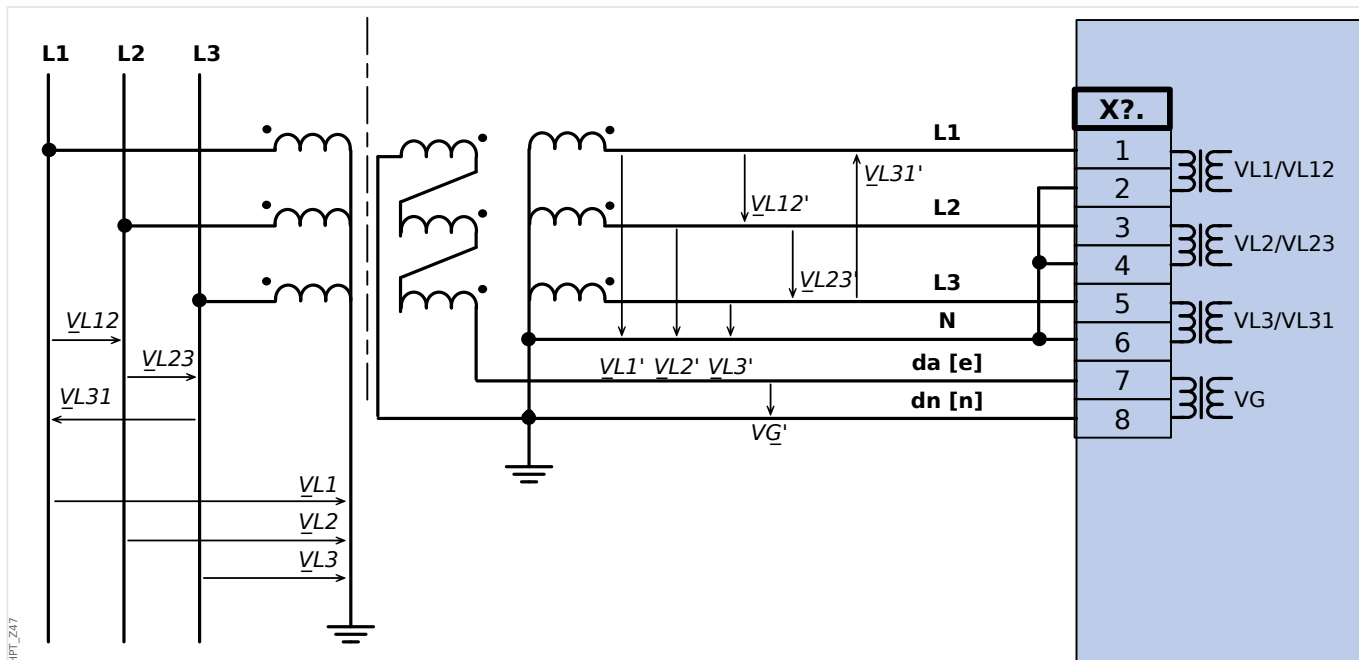 L1 L2 L3
X?.
L1
1
VL31'
VL1/VL12
2
VL12'
L2
3
VL2/VL23
4
VL23'
L3
5
VL12
N
VL3/VL31
6
VL23
VL1' VL2' VL3'
da [e]
7
VL31
dn [n]
VG
8
VG'
VL1
VL2
VL3